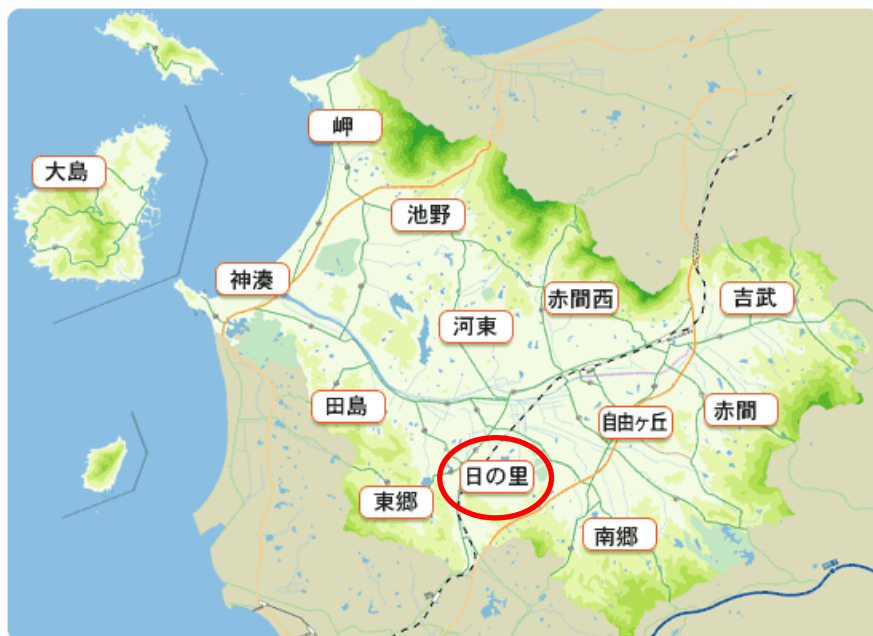 岬
大島
池野
神湊
赤間西
吉武
河東
田島
自由ヶ丘
赤間
日の里
東郷
南郷